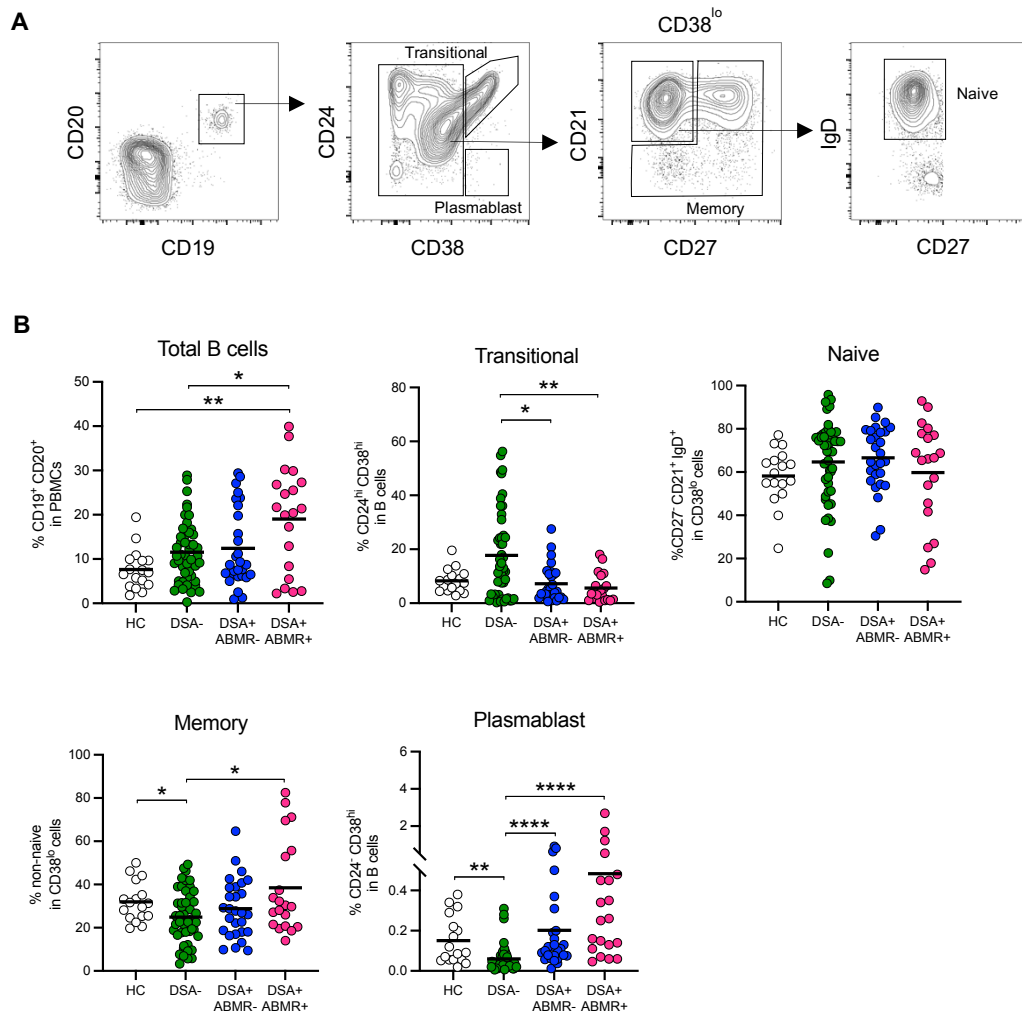 A
CD38lo
CD20
CD19
CD24
Transitional
Plasmablast
CD38
CD21
Memory
CD27
IgD
Naive
CD27
B
Total B cells
% CD19+ CD20+
in PBMCs
50
40
30
20
10
0
*
**
HC
DSA-
DSA+
ABMR-
DSA+
ABMR+
Transitional
% CD24hi CD38hi
in B cells
80
60
40
20
0
**
*
HC
DSA-
DSA+
ABMR-
DSA+
ABMR+
Naive
%CD27- CD21+ IgD+
in CD38lo cells
100
80
60
40
20
0
HC
DSA-
DSA+
ABMR-
DSA+
ABMR+
Memory
% non-naive
in CD38lo cells
100
80
60
40
20
0
*
*
HC
DSA-
DSA+
ABMR-
DSA+
ABMR+
Plasmablast
% CD24- CD38hi
in B cells
6
4
2
0.4
0.2
0.0
****
****
**
HC
DSA-
DSA+
ABMR-
DSA+
ABMR+